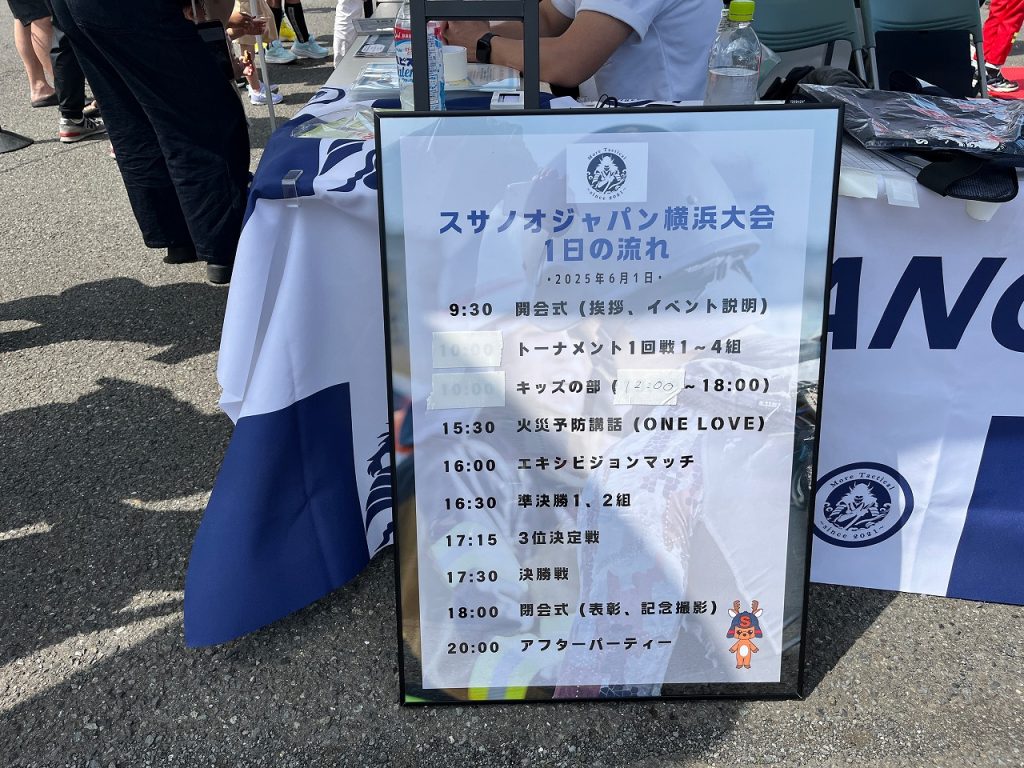 More Tactical
~since 2021~
スサノオジャパン横浜大会
1日の流れ
・2025年6月1日・
9:30 開会式 (挨拶、イベント説明)
10:00 トーナメント1回戦1～4組
10:00 キッズの部 (12:00～18:00)
15:30 火災予防講話 (ONE LOVE)
16:00 エキシビジョンマッチ
16:30 準決勝1、2組
17:15 3位決定戦
17:30 決勝戦
18:00 閉会式 (表彰、記念撮影)
20:00 アフターパーティー
S
ANO
More Tactical
~since 2021~